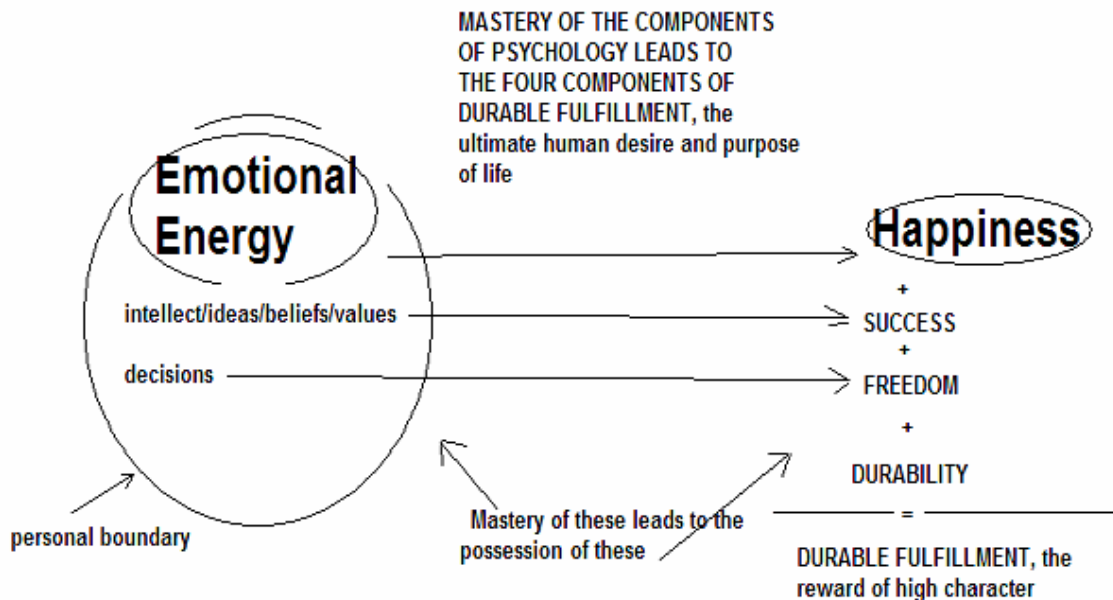 MASTERY OF THE COMPONENTS
OF PSYCHOLOGY LEADS TO
THE FOUR COMPONENTS OF
DURABLE FULFILLMENT, the
ultimate human desire and purpose
of life
Emotional
Energy
Happiness
+
intellect/ideas/beliefs/values
SUCCESS
+
decisions
FREEDOM
+
DURABILITY
=
personal boundary
Mastery of these leads to the
possession of these
DURABLE FULFILLMENT, the
reward of high character